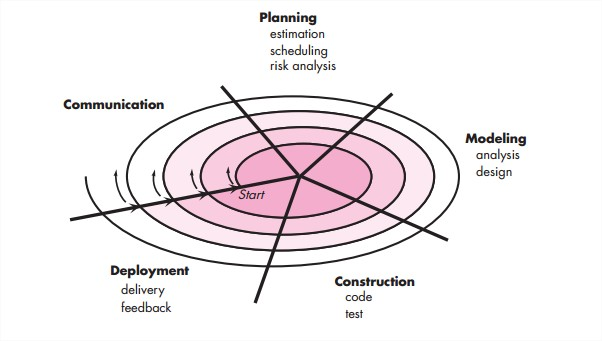 Planning
estimation
scheduling
risk analysis
Communication
Modeling
analysis
design
Start
Deployment
delivery
feedback
Construction
code
test